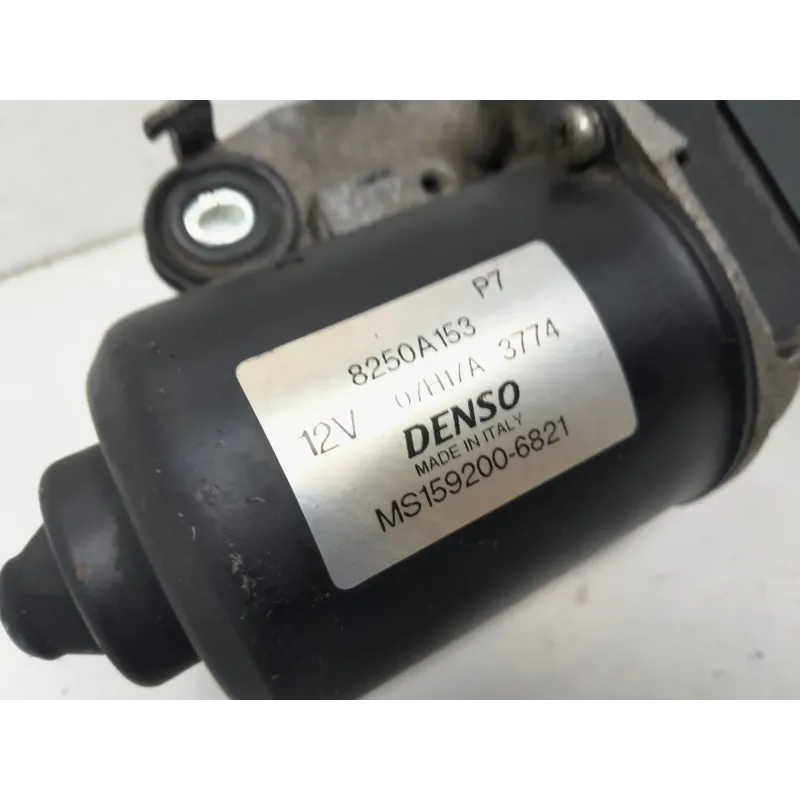 P7
8250A153
12V 3774
DENSO
MADE IN ITALY
MS159200-6821